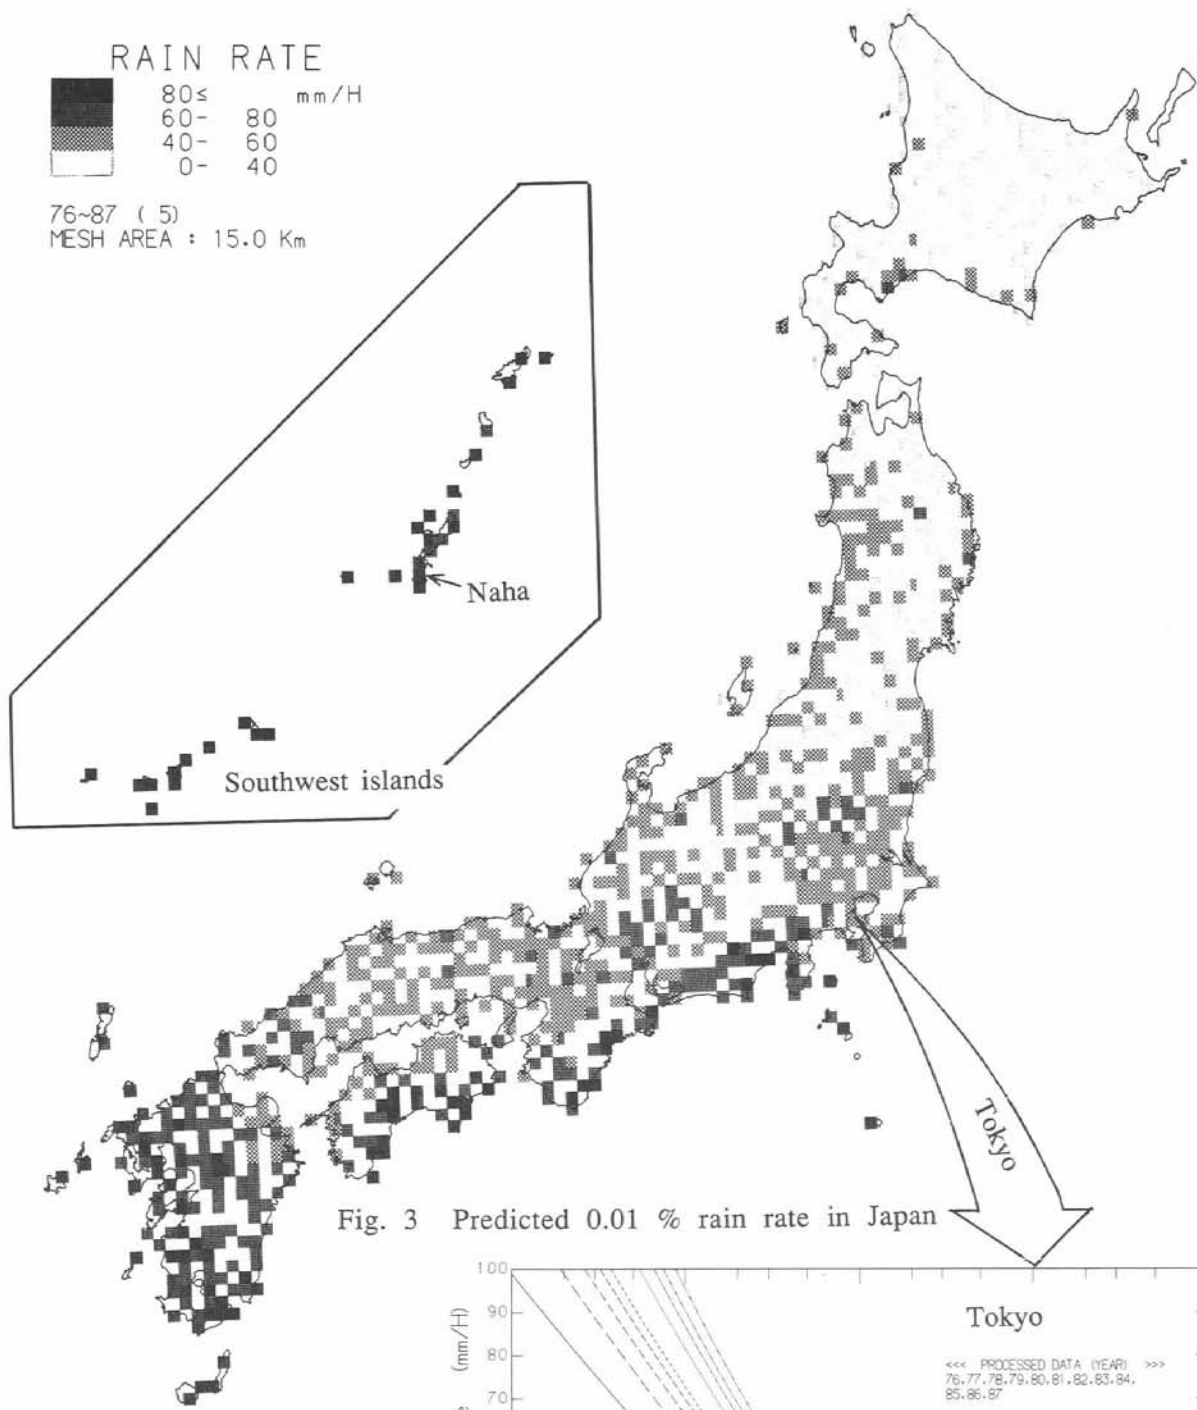 RAIN RATE
80≤ mm/H
60- 80
40- 60
0- 40
76~87 ( 5)
MESH AREA : 15.0 Km
Naha
Southwest islands
Tokyo
Fig. 3 Predicted 0.01 % rain rate in Japan
100
90
80
70
(mm/H)
Tokyo
<<< PROCESSED DATA (YEAR) >>>
76.77.78.79.80.81.82.83.84.
85.86.87